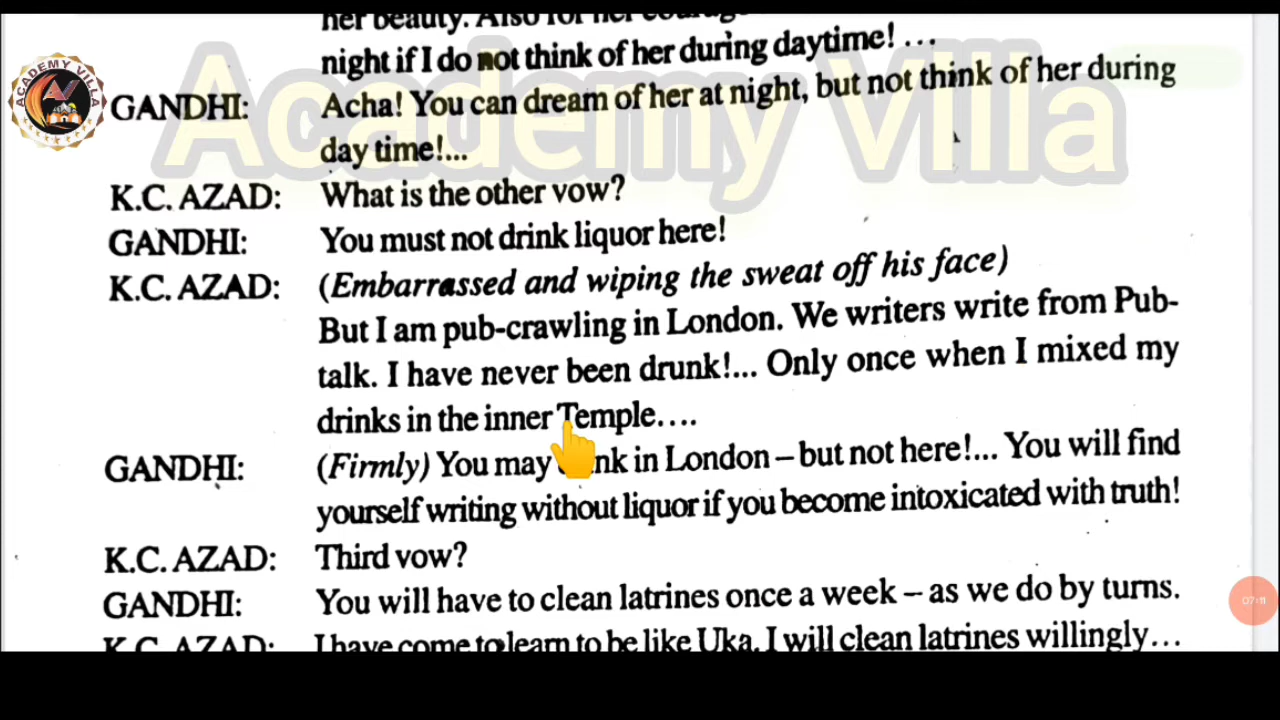 her beauty. Also for her courage
night if I do not think of her during daytime! ...
GANDHI: Acha! You can dream of her at night, but not think of her during
day time!...
K.C. AZAD: What is the other vow?
GANDHI: You must not drink liquor here!
K.C. AZAD: (Embarrassed and wiping the sweat off his face)
But I am pub-crawling in London. We writers write from Pub-
talk. I have never been drunk!... Only once when I mixed my
drinks in the inner Temple....
GANDHI: (Firmly) You may drink in London – but not here!... You will find
yourself writing without liquor if you become intoxicated with truth!
K.C. AZAD: Third vow?
GANDHI: You will have to clean latrines once a week – as we do by turns.
K.C. AZAD: I have come to learn to be like Uka. I will clean latrines willingly...
Academy Villa
ACADEMY VILLA
07:11